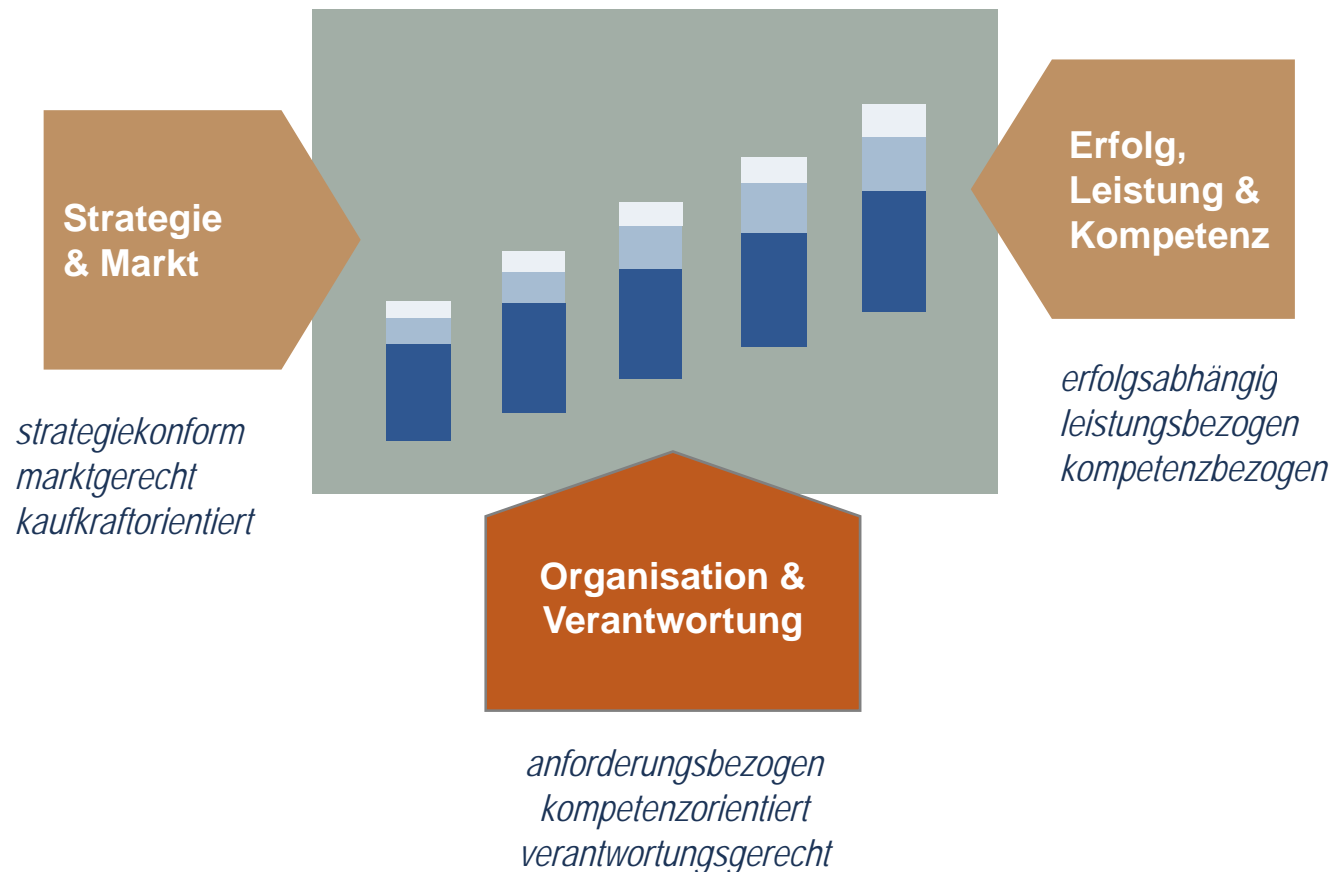 Strategie
& Markt
strategiekonform
marktgerecht
kaufkraftorientiert
Erfolg,
Leistung &
Kompetenz
erfolgsabhängig
leistungsbezogen
kompetenzbezogen
Organisation &
Verantwortung
anforderungsbezogen
kompetenzorientiert
verantwortungsgerecht